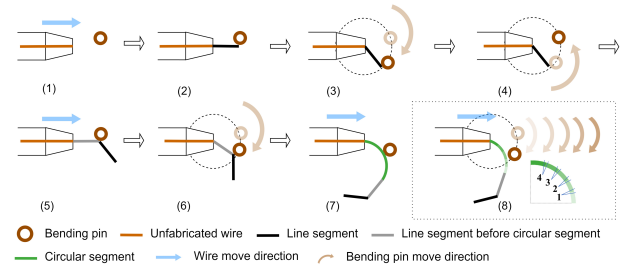 (1)
(2)
(3)
(4)
(5)
(6)
(7)
(8)
4
3
2
1
Bending pin
Unfabricated wire
Line segment
Line segment before circular segment
Circular segment
Wire move direction
Bending pin move direction